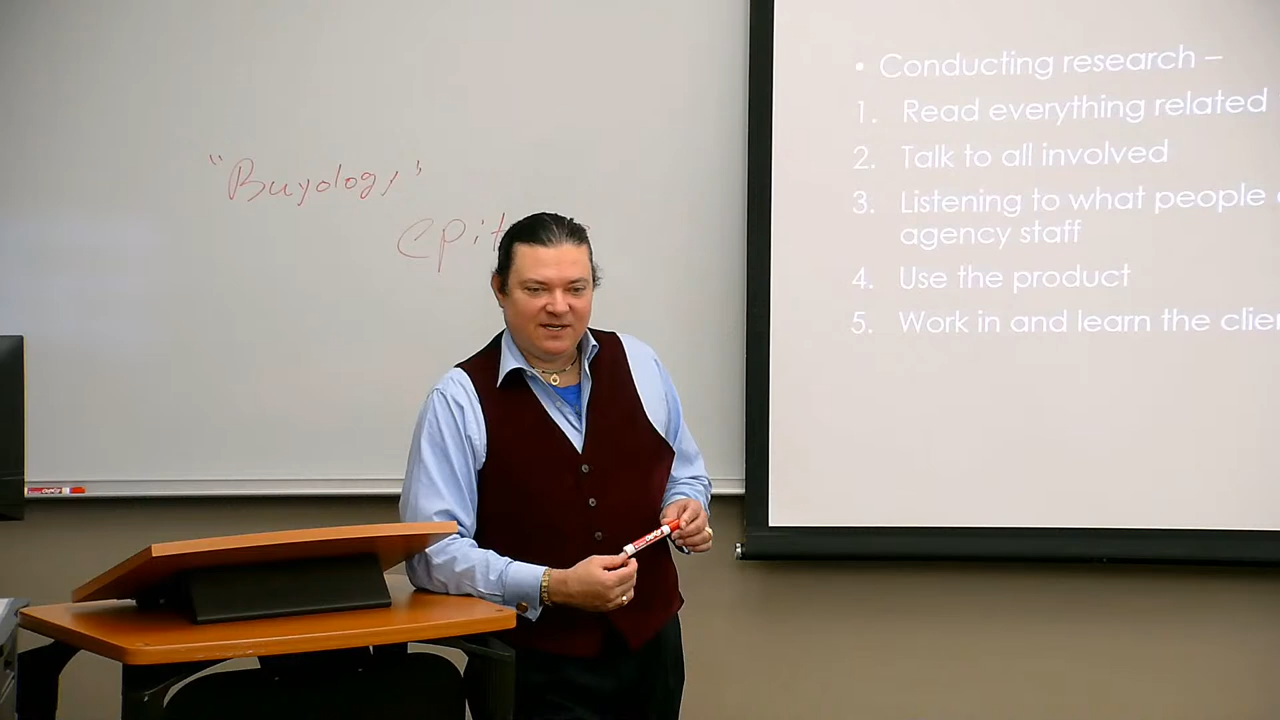 "Buyology"
• Conducting research –
1. Read everything related
2. Talk to all involved
3. Listening to what people
agency staff
4. Use the product
5. Work in and learn the